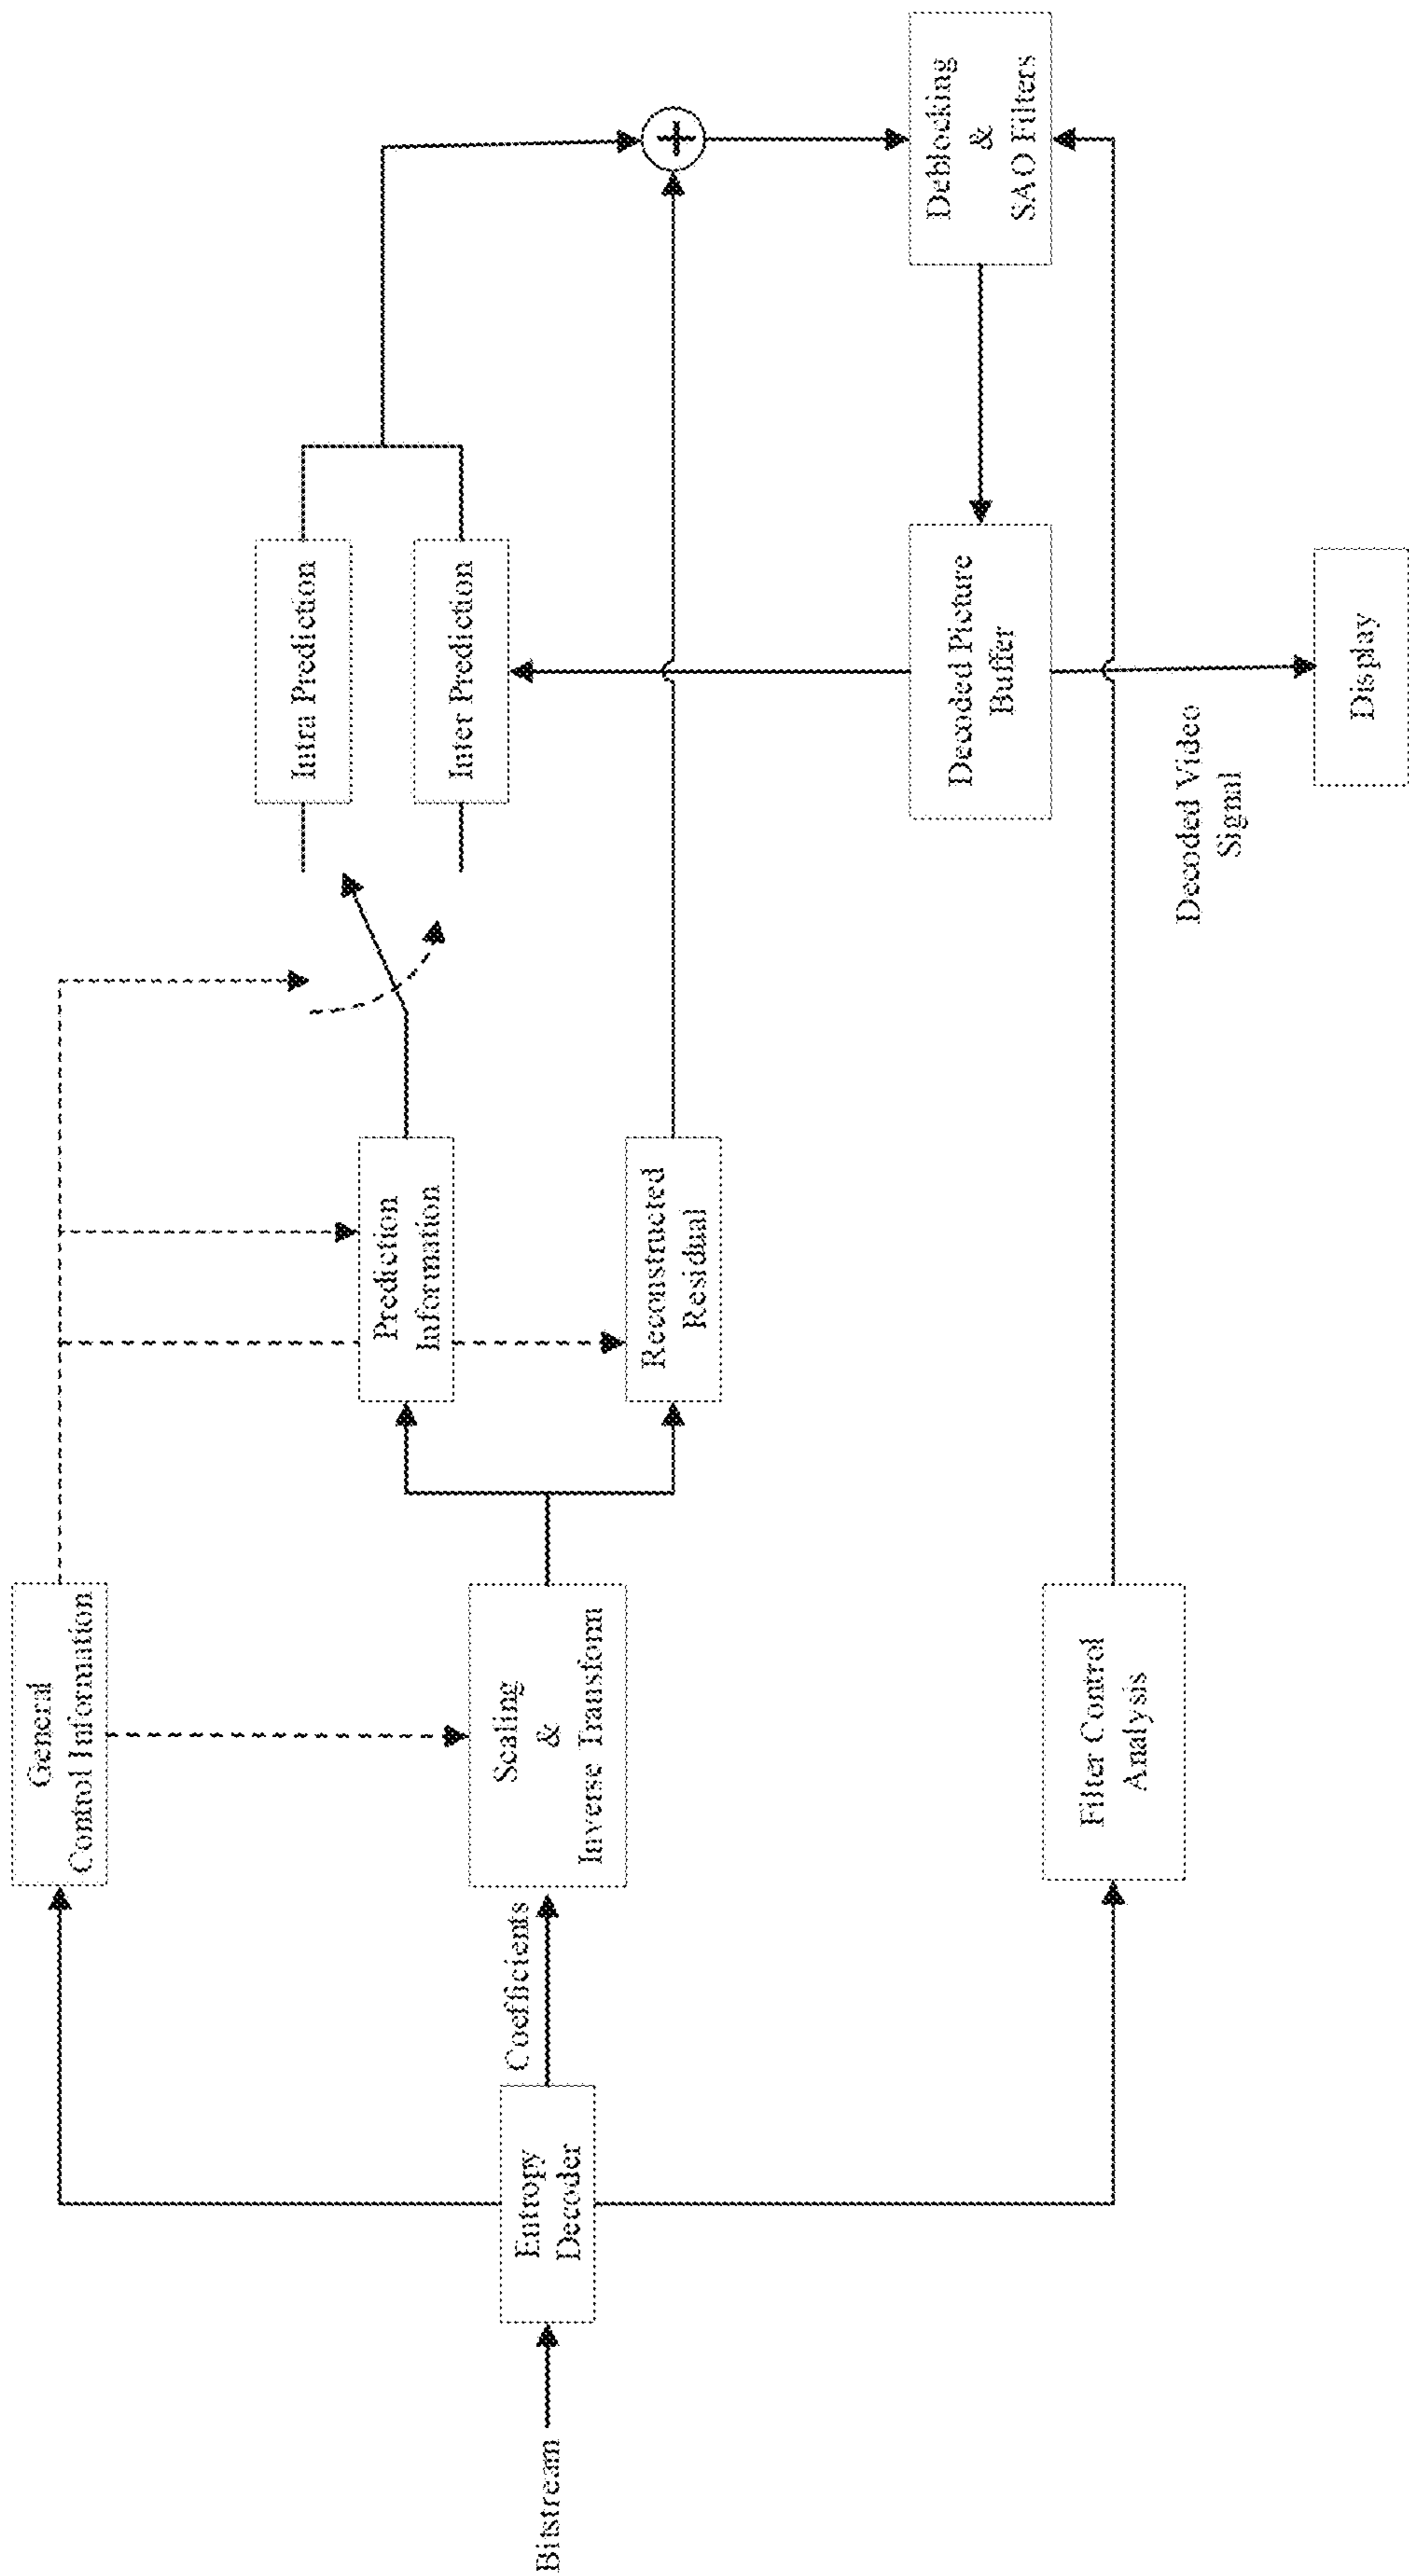 Bitstream
Entropy
Decoder
Coefficients
General
Control Information
Scaling
&
Inverse Transform
Filter Control
Analysis
Prediction
Information
Reconstructed
Residual
Intra Prediction
Inter Prediction
Decoded Picture
Buffer
Decoded Video
Signal
Display
+
Deblocking
&
SAO Filters